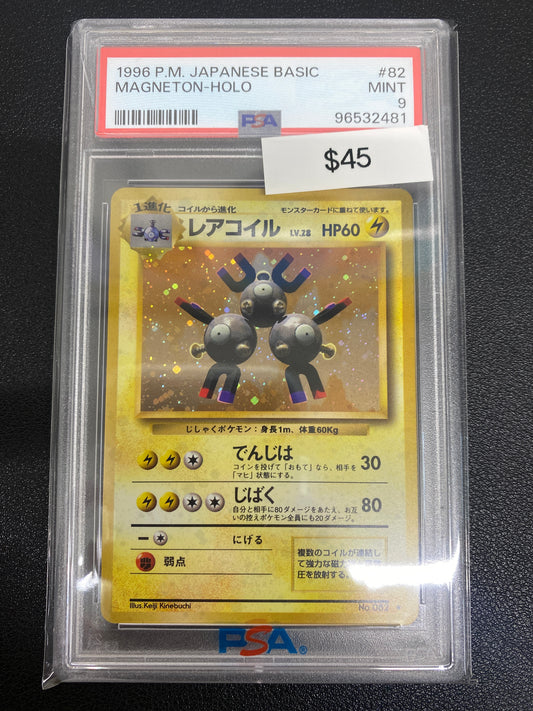 1996 P.M. JAPANESE BASIC #82
MAGNETON-HOLO MINT
9
PSA 96532481
$45
1進化 コイルから進化 モンスターカードに重ねて使います。
レアコイル LV.28 HP60
じしゃくポケモン：身長1m、体重60Kg
でんじは 30
コインを投げて「おもて」なら、相手を
「マヒ」状態にする。
じばく 80
自分と相手に80ダメージをあたえ、お互
いの控えポケモン全員にも20ダメージ。
ー にげる
弱点
複数のコイルが連結し
て強力な磁力
圧を放射する
Illus.Keiji Kinebuchi No.082
PSA®